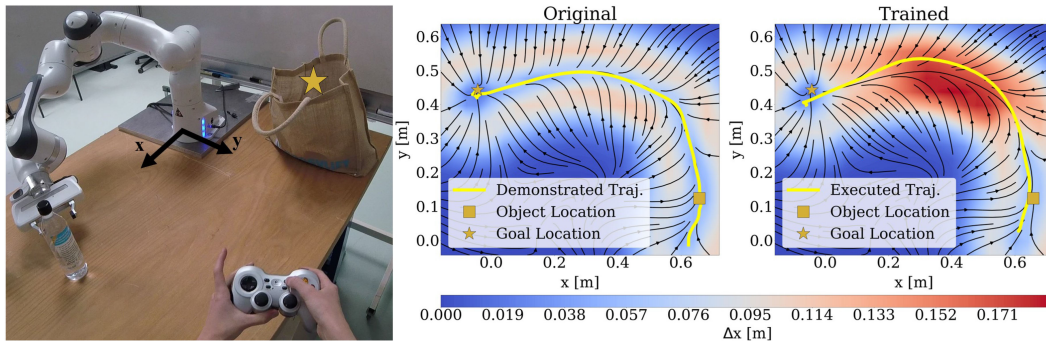 x
y
Original
0.6
0.5
0.4
0.3
0.2
0.1
0.0
y [m]
Demonstrated Traj.
Object Location
Goal Location
0.0 0.2 0.4 0.6
x [m]
Trained
0.6
0.5
0.4
0.3
0.2
0.1
0.0
y [m]
Executed Traj.
Object Location
Goal Location
0.0 0.2 0.4 0.6
x [m]
0.000 0.019 0.038 0.057 0.076 0.095 0.114 0.133 0.152 0.171
Δx [m]